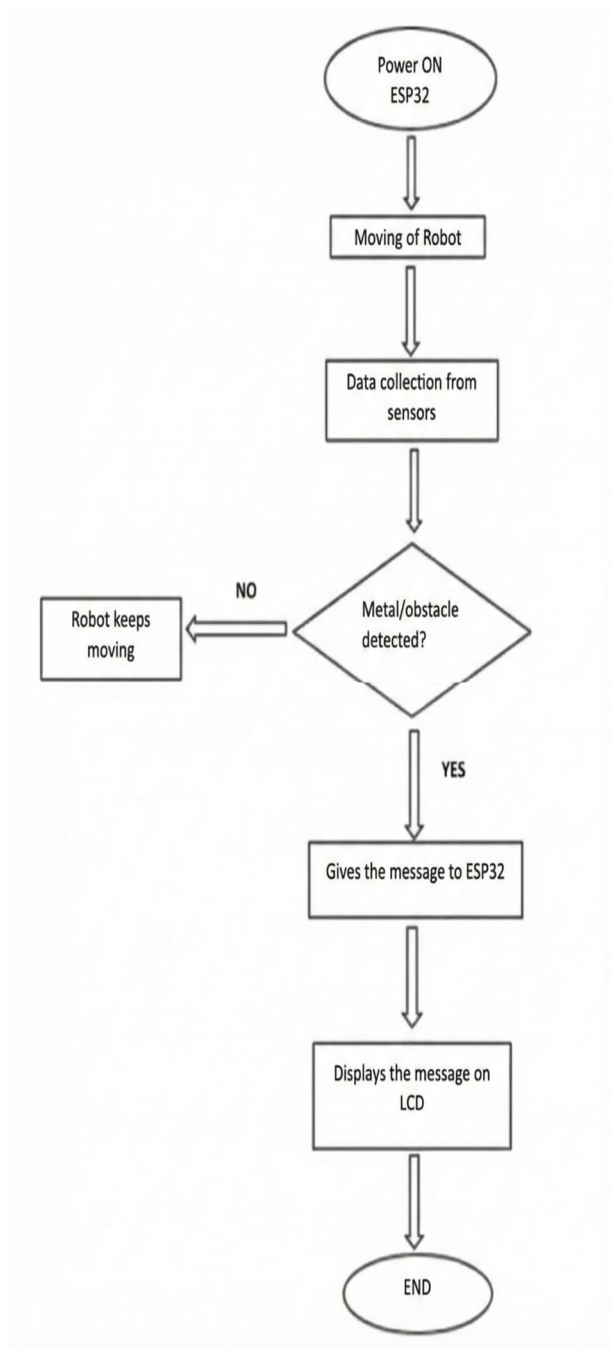 Power ON
ESP32
Moving of Robot
Data collection from
sensors
Metal/obstacle
detected?
NO
Robot keeps
moving
YES
Gives the message to ESP32
Displays the message on
LCD
END